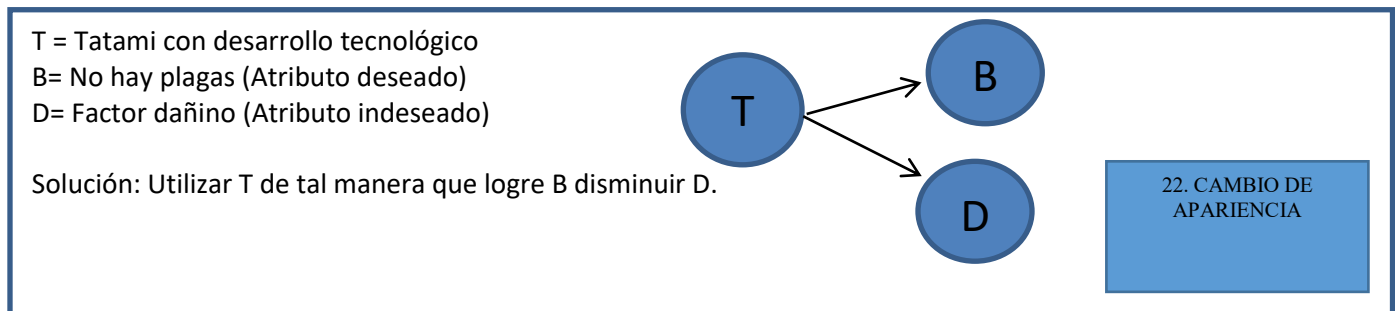 T = Tatami con desarrollo tecnológico
B= No hay plagas (Atributo deseado)
D= Factor dañino (Atributo indeseado)
Solución: Utilizar T de tal manera que logre B disminuir D.
T
B
D
22. CAMBIO DE
APARIENCIA